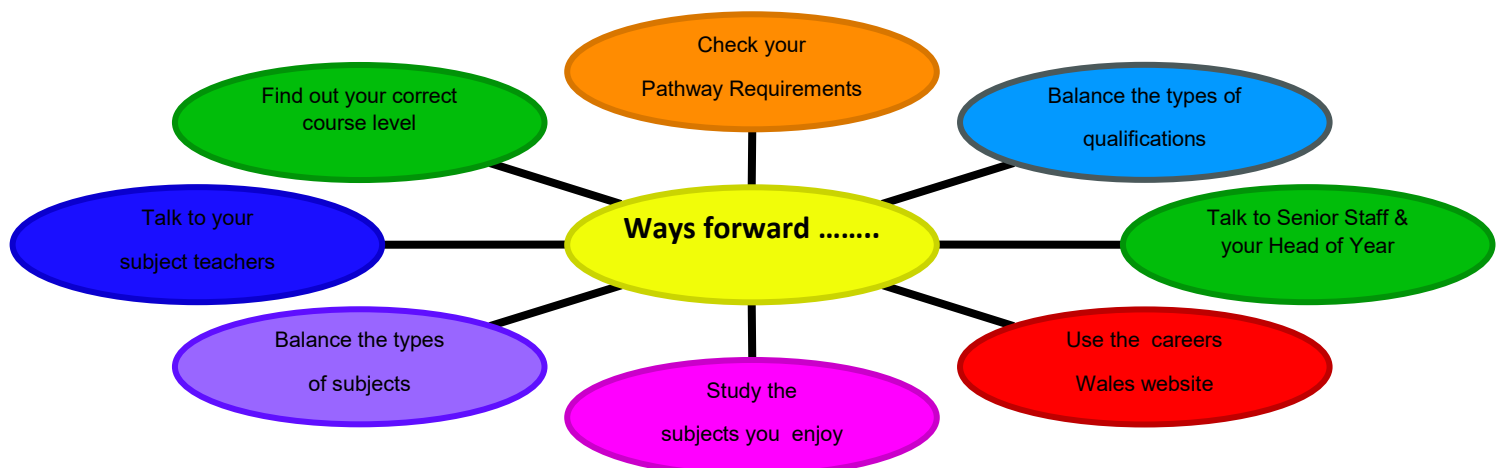 Check your
Pathway Requirements
Balance the types of
qualifications
Talk to Senior Staff &
your Head of Year
Use the  careers
Wales website
Study the
subjects you  enjoy
Balance the types
of subjects
Talk to your
subject teachers
Find out your correct
course level
Ways forward ........